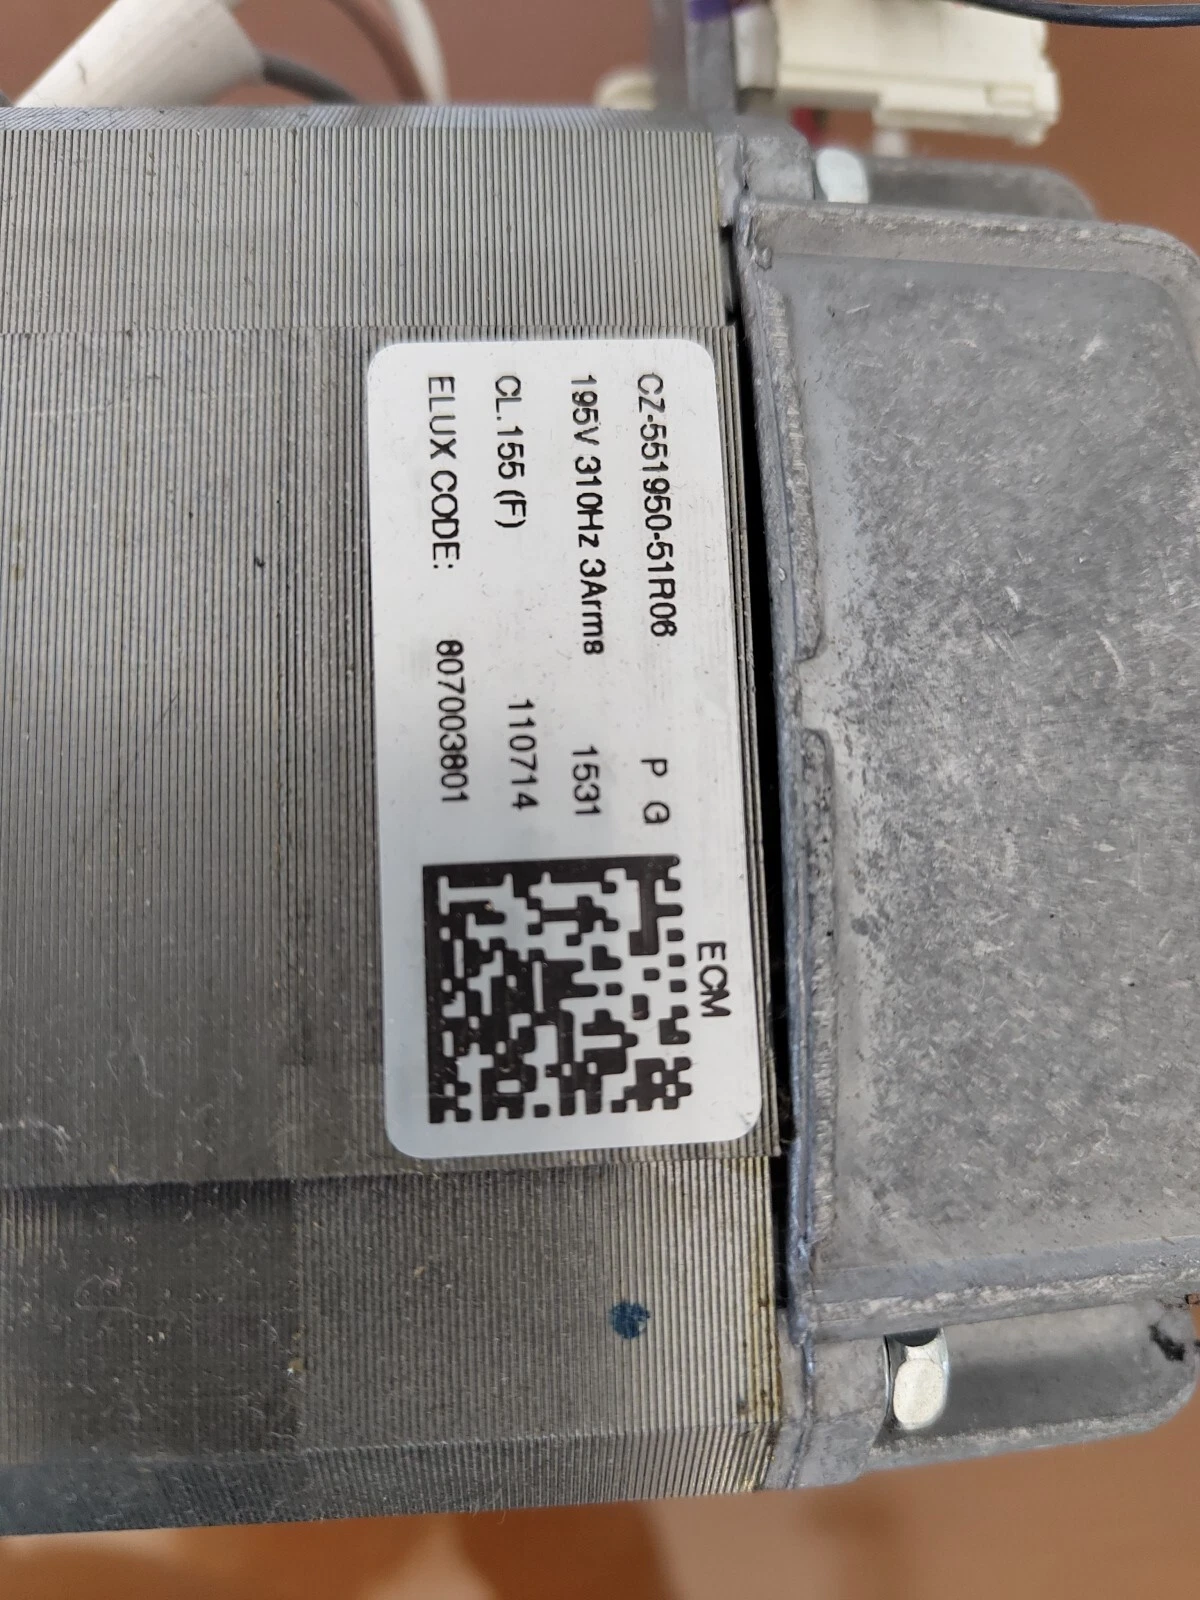 ECM
CZ-551950-51R06 P G
195V 310Hz 3Arms 1531
CL.155 (F) 110714
ELUX CODE: 807003801